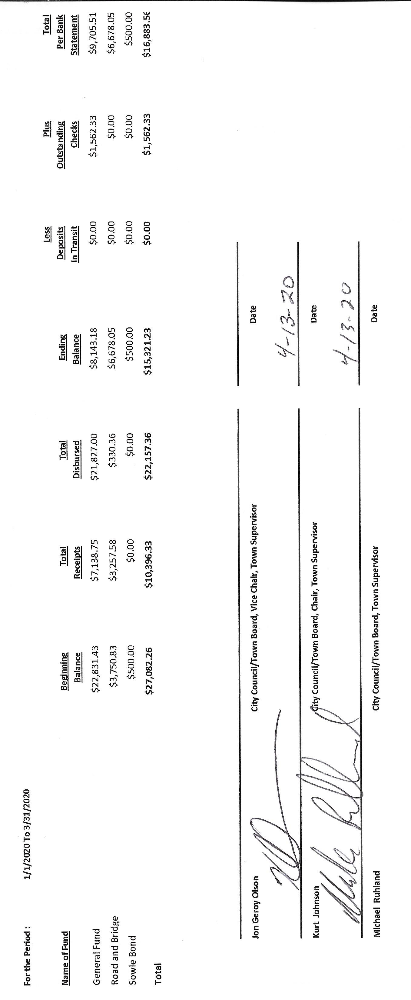 For the Period : 1/1/2020 To 3/31/2020
Total
Per Bank
Statement
Plus
Outstanding
Checks
Less
Deposits
In Transit
Ending
Balance
Total
Disbursed
Total
Receipts
Beginning
Balance
Name of Fund
General Fund $22,831.43 $7,138.75 $21,827.00 $8,143.18 $0.00 $1,562.33 $9,705.51
Road and Bridge $3,750.83 $3,257.58 $330.36 $6,678.05 $0.00 $0.00 $6,678.05
Sowle Bond $500.00 $0.00 $0.00 $500.00 $0.00 $0.00 $500.00
Total $27,082.26 $10,396.33 $22,157.36 $15,321.23 $0.00 $1,562.33 $16,883.56
Jon Geroy Olson City Council/Town Board, Vice Chair, Town Supervisor Date
4-13-20
Kurt Johnson City Council/Town Board, Chair, Town Supervisor Date
4-13-20
Michael Ruhland City Council/Town Board, Town Supervisor Date